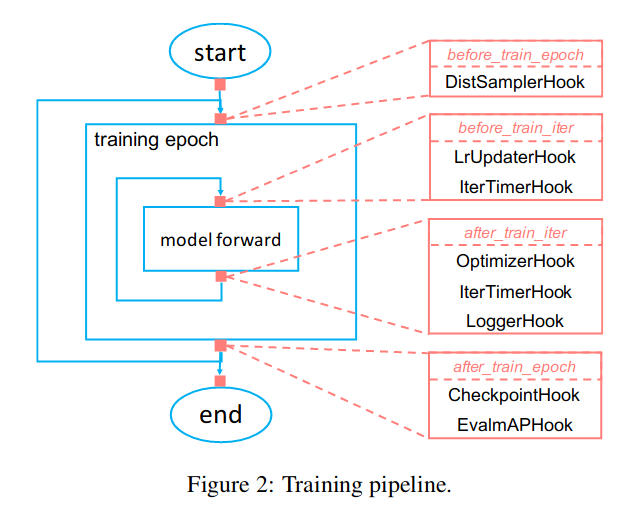 start
before_train_epoch
DistSamplerHook
training epoch
before_train_iter
LrUpdaterHook
IterTimerHook
model forward
after_train_iter
OptimizerHook
IterTimerHook
LoggerHook
after_train_epoch
CheckpointHook
EvalmAPHook
end
Figure 2: Training pipeline.